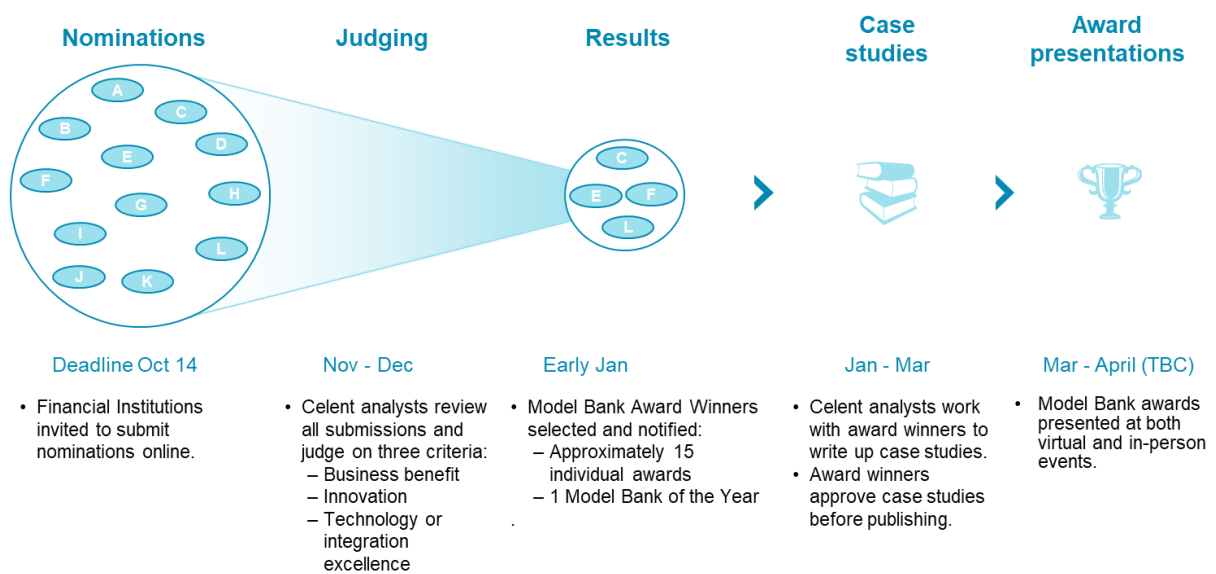 Nominations
Judging
Results
Case
studies
Award
presentations
A
C
B
D
E
F
H
G
I
L
J
K
C
E
F
L
Deadline Oct 14
Nov - Dec
Early Jan
Jan - Mar
Mar - April (TBC)
• Financial Institutions
invited to submit
nominations online.
• Celent analysts review
all submissions and
judge on three criteria:
– Business benefit
– Innovation
– Technology or
integration
excellence
• Model Bank Award Winners
selected and notified:
– Approximately 15
individual awards
– 1 Model Bank of the Year
.
• Celent analysts work
with award winners to
write up case studies.
• Award winners
approve case studies
before publishing.
• Model Bank awards
presented at both
virtual and in-person
events.